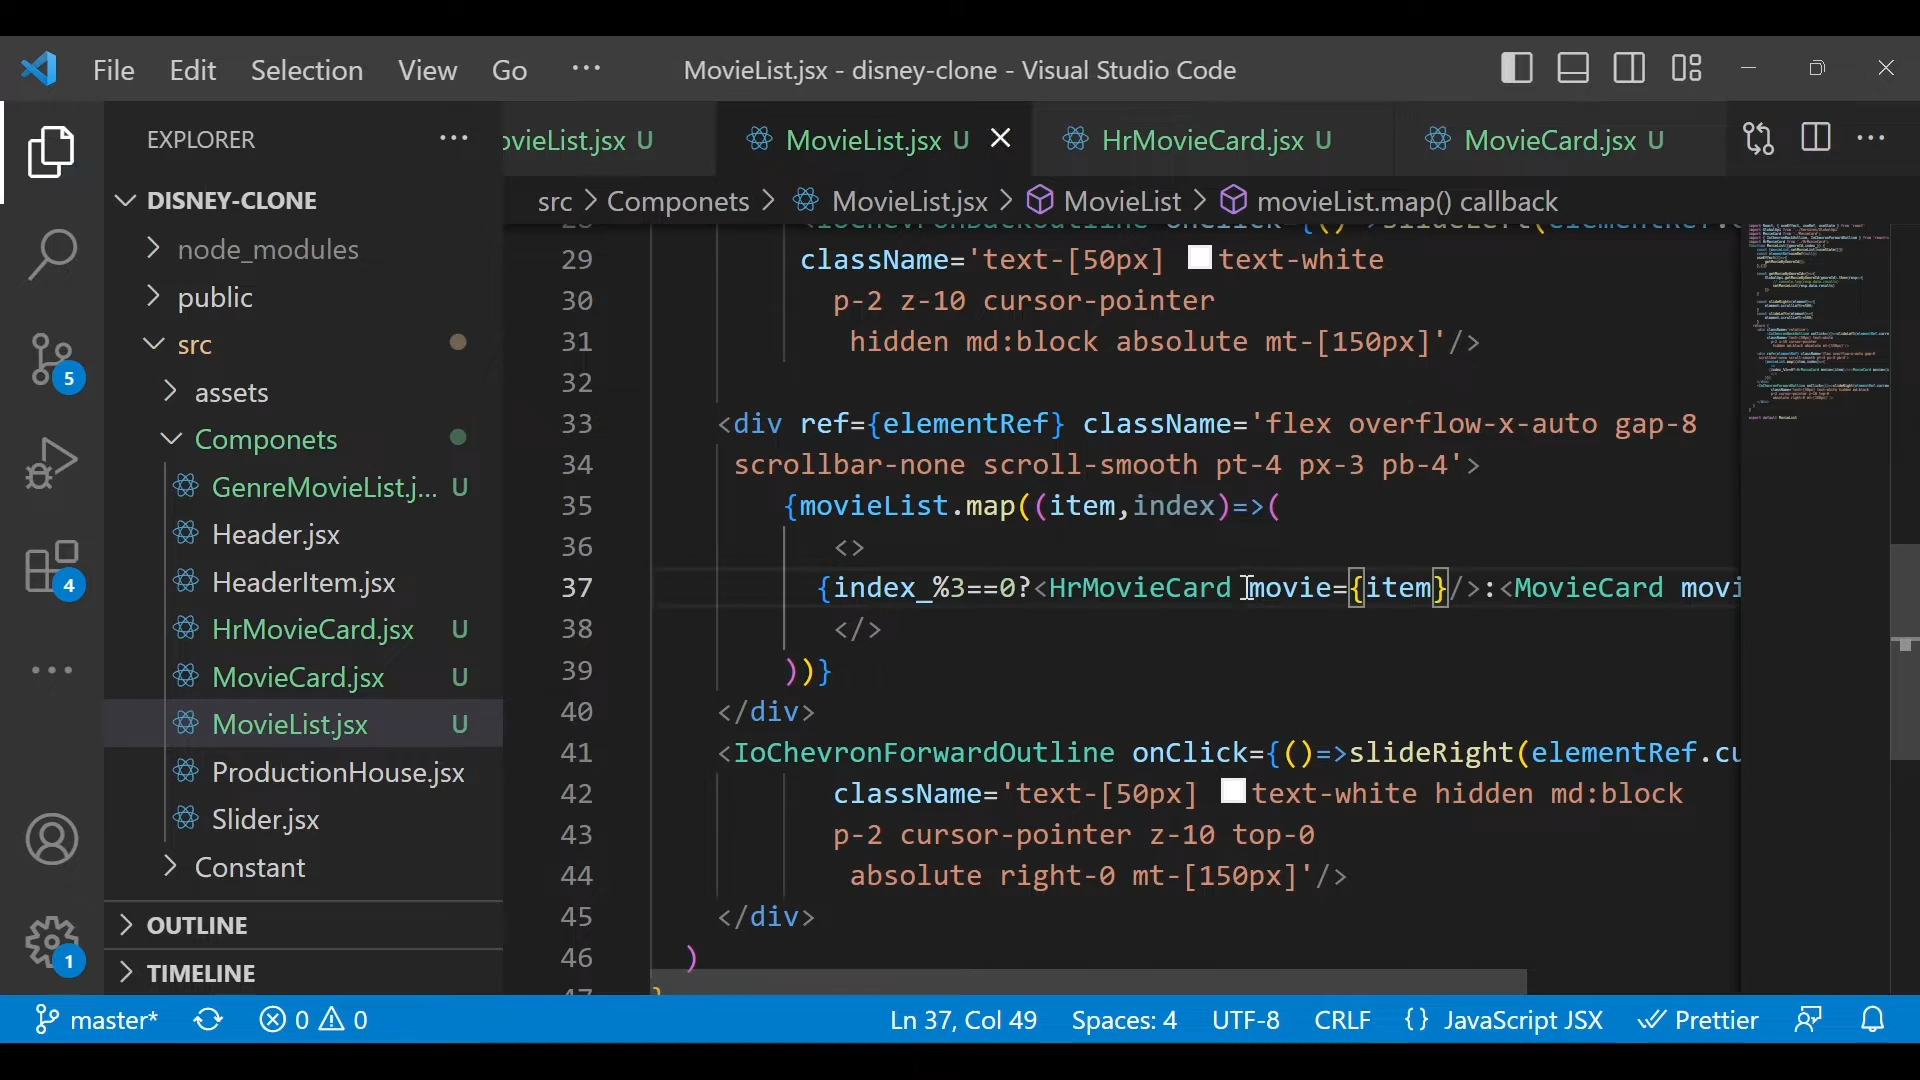 File Edit Selection View Go ··· MovieList.jsx - disney-clone - Visual Studio Code
EXPLORER ···
ovieList.jsx U
MovieList.jsx U
HrMovieCard.jsx U
MovieCard.jsx U
src > Componets > MovieList.jsx > MovieList > movieList.map() callback
DISNEY-CLONE
node_modules
public
src
assets
Componets
GenreMovieList.j... U
Header.jsx
HeaderItem.jsx
HrMovieCard.jsx U
MovieCard.jsx U
MovieList.jsx U
ProductionHouse.jsx
Slider.jsx
Constant
OUTLINE
TIMELINE
5
4
1
29 className='text-[50px] text-white
30 p-2 z-10 cursor-pointer
31 hidden md:block absolute mt-[150px]'/>
32
33 <div ref={elementRef} className='flex overflow-x-auto gap-8
34 scrollbar-none scroll-smooth pt-4 px-3 pb-4'>
35 {movieList.map((item,index)=>(
36 <>
37 {index_%3==0?<HrMovieCard movie={item}/>:<MovieCard movi
38 </>
39 ))}
40 </div>
41 <IoChevronForwardOutline onClick={()=>slideRight(elementRef.cu
42 className='text-[50px] text-white hidden md:block
43 p-2 cursor-pointer z-10 top-0
44 absolute right-0 mt-[150px]'/>
45 </div>
46 )
master* 0 0 Ln 37, Col 49 Spaces: 4 UTF-8 CRLF {} JavaScript JSX Prettier